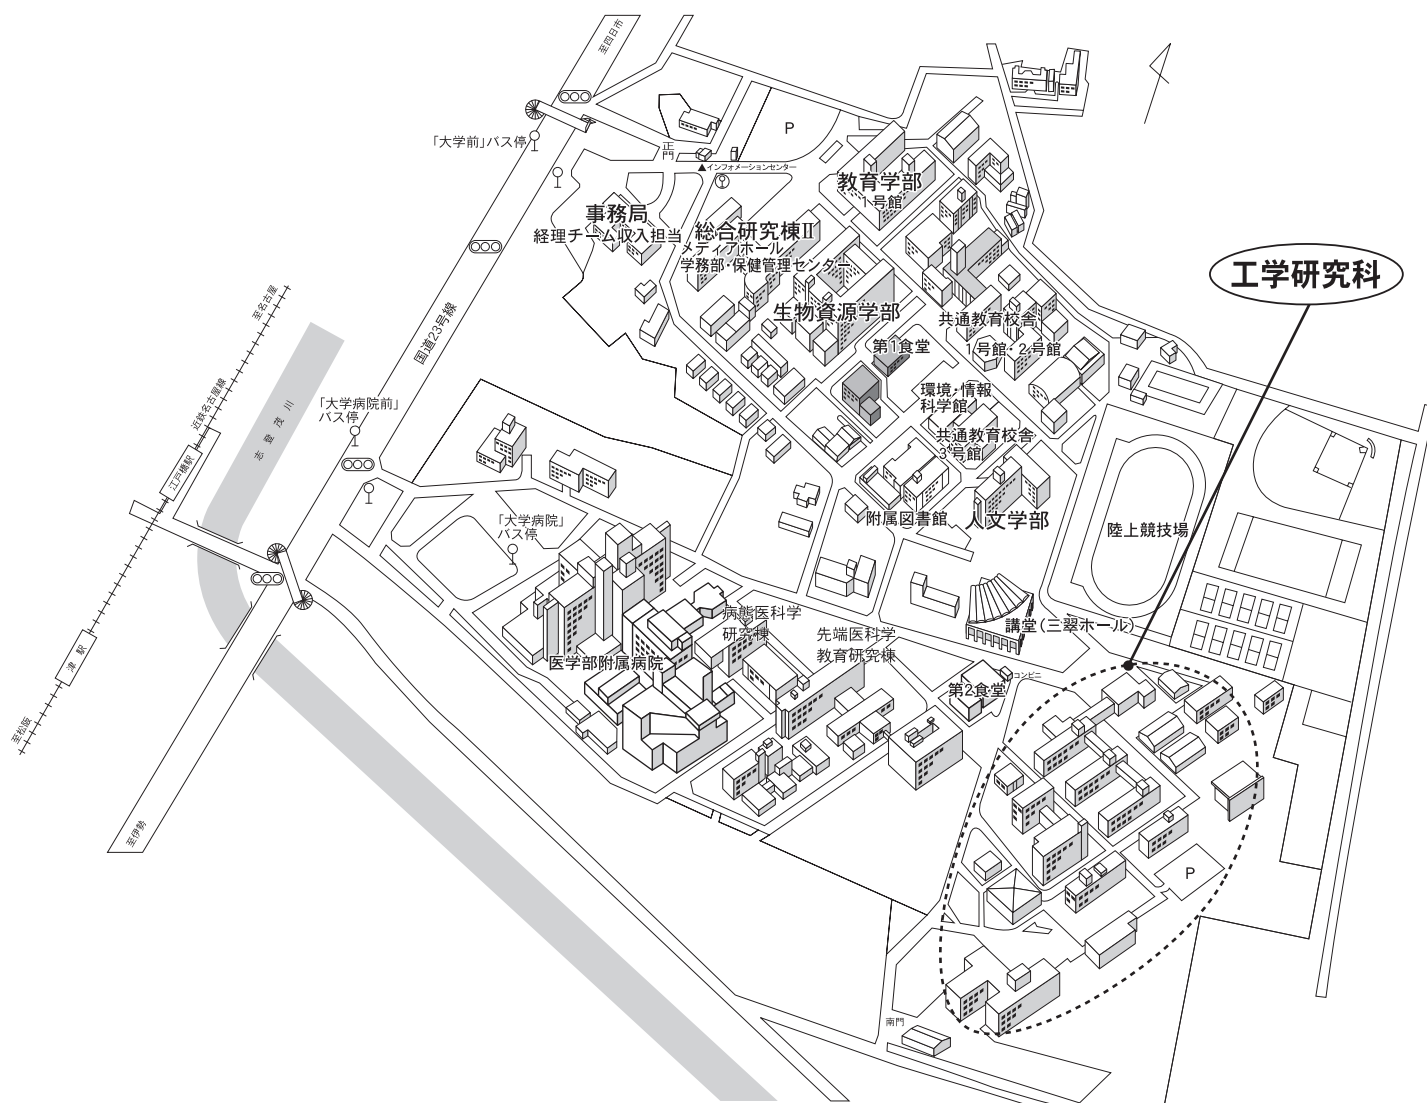 至四日市
「大学前」バス停
P
正門
▲インフォメーションセンター
教育学部
1号館
事務局
経理チーム収入担当
総合研究棟Ⅱ
メディアホール
学務部・保健管理センター
工学研究科
至名古屋
国道23号線
生物資源学部
共通教育校舎
1号館・2号館
第1食堂
近鉄名古屋線
「大学病院前」
バス停
志登茂川
環境・情報
科学館
共通教育校舎
3号館
江戸橋駅
附属図書館
人文学部
陸上競技場
「大学病院」
バス停
病態医科学
研究棟
先端医科学
教育研究棟
講堂（三翠ホール）
医学部附属病院
第2食堂
コンビニ
津駅
至松阪
至伊勢
P
南門